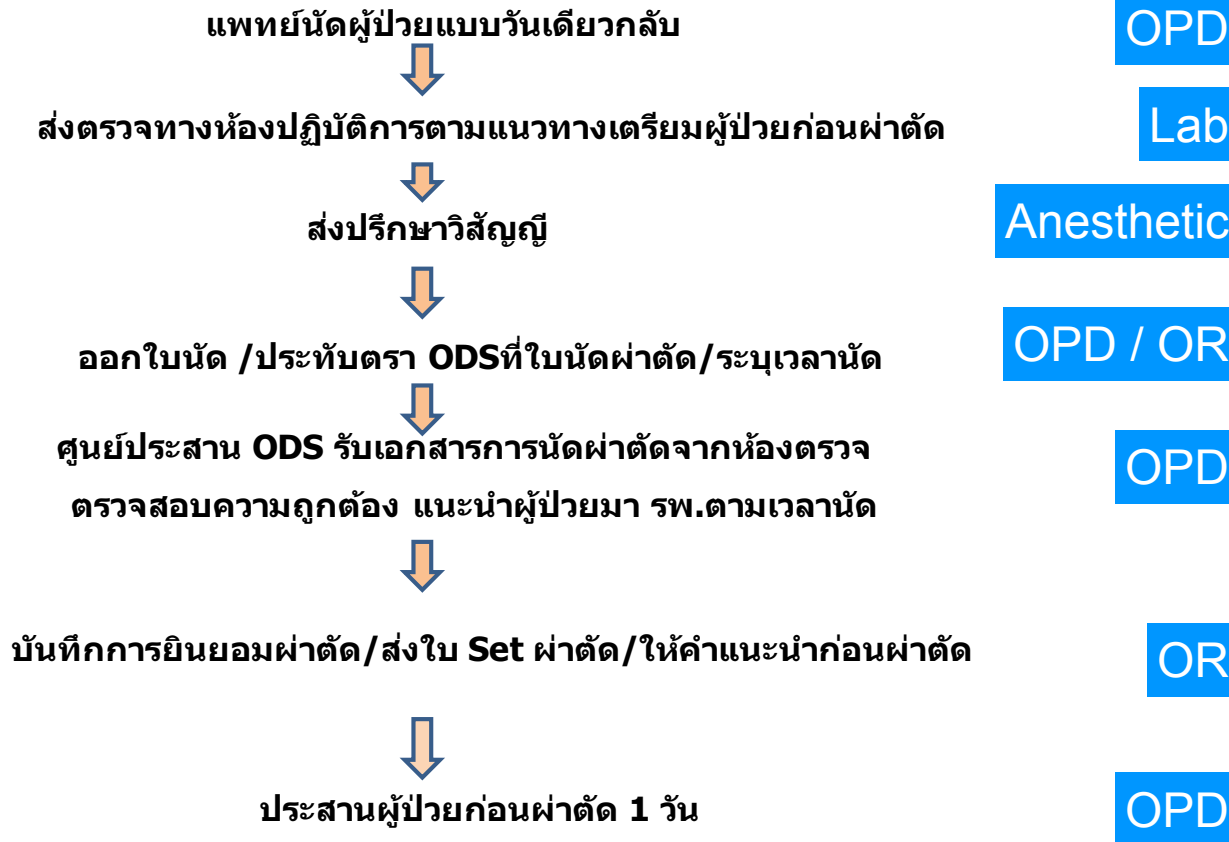 แพทย์นัดผู้ป่วยแบบวันเดียวกลับ
OPD
ส่งตรวจทางห้องปฏิบัติการตามแนวทางเตรียมผู้ป่วยก่อนผ่าตัด
Lab
ส่งปรึกษาวิสัญญี
Anesthetic
ออกใบนัด /ประทับตรา ODSที่ใบนัดผ่าตัด/ระบุเวลานัด
OPD / OR
ศูนย์ประสาน ODS รับเอกสารการนัดผ่าตัดจากห้องตรวจ
ตรวจสอบความถูกต้อง แนะนำผู้ป่วยมา รพ.ตามเวลานัด
OPD
บันทึกการยินยอมผ่าตัด/ส่งใบ Set ผ่าตัด/ให้คำแนะนำก่อนผ่าตัด
OR
ประสานผู้ป่วยก่อนผ่าตัด 1 วัน
OPD